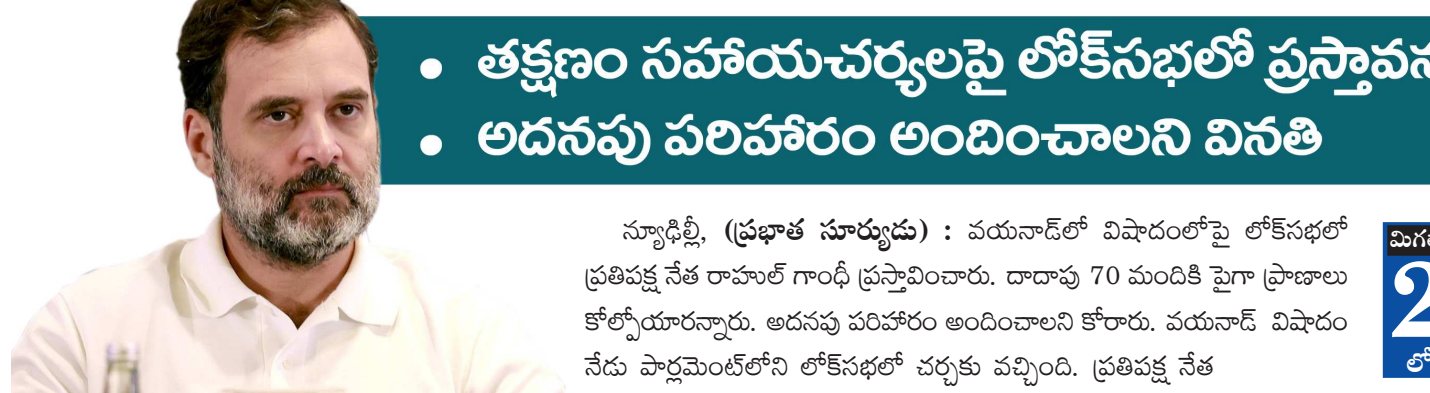 • తక్షణం సహాయచర్యలపై లోక్‌సభలో ప్రస్తావన
• అదనపు పరిహారం అందించాలని వినతి
న్యూఢిల్లీ, (ప్రభాత సూర్యుడు) : వయనాడ్‌లో విషాదంలోపై లోక్‌సభలో
ప్రతిపక్ష నేత రాహుల్ గాంధీ ప్రస్తావించారు. దాదాపు 70 మందికి పైగా ప్రాణాలు
కోల్పోయారన్నారు. అదనపు పరిహారం అందించాలని కోరారు. వయనాడ్ విషాదం
నేడు పార్లమెంట్‌లోని లోక్‌సభలో చర్చకు వచ్చింది. ప్రతిపక్ష నేత
2